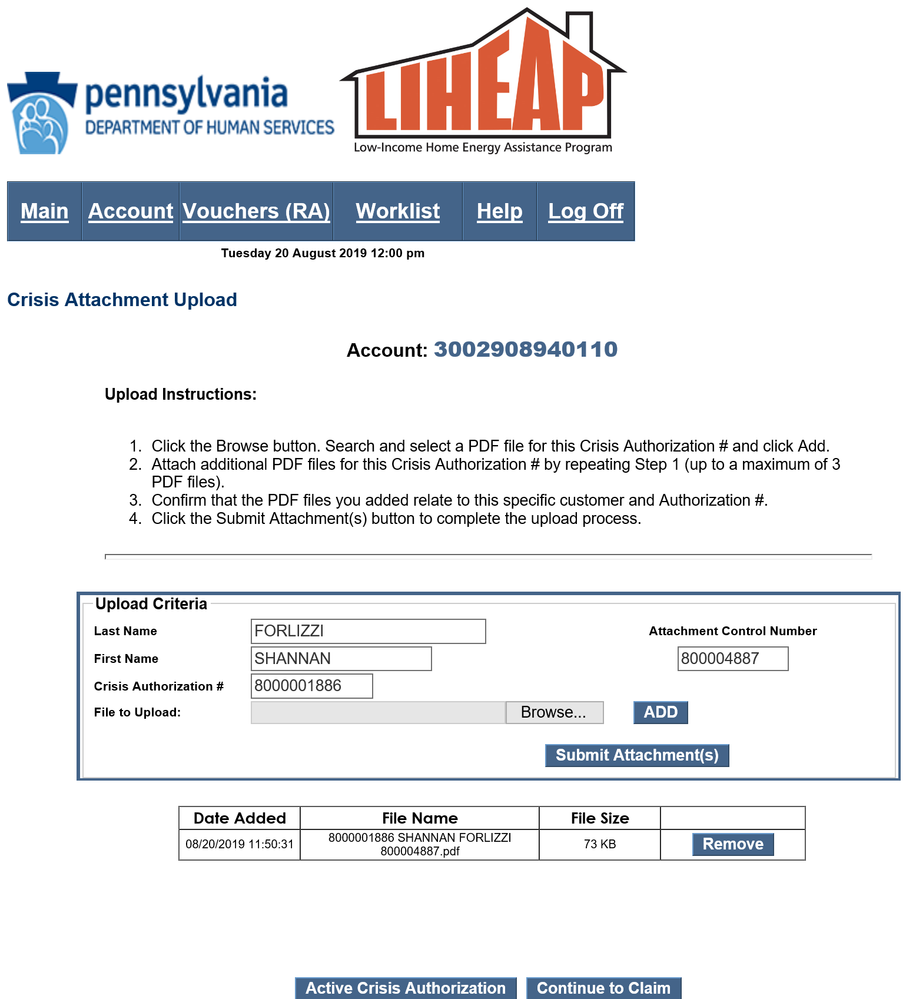 pennsylvania
DEPARTMENT OF HUMAN SERVICES
LIHEAP
Low-Income Home Energy Assistance Program
Main Account Vouchers (RA) Worklist Help Log Off
Tuesday 20 August 2019 12:00 pm
Crisis Attachment Upload
Account: 3002908940110
Upload Instructions:
1. Click the Browse button. Search and select a PDF file for this Crisis Authorization # and click Add.
2. Attach additional PDF files for this Crisis Authorization # by repeating Step 1 (up to a maximum of 3
PDF files).
3. Confirm that the PDF files you added relate to this specific customer and Authorization #.
4. Click the Submit Attachment(s) button to complete the upload process.
Upload Criteria
Last Name FORLIZZI Attachment Control Number
First Name SHANNAN 800004887
Crisis Authorization # 8000001886
File to Upload: Browse... ADD
Submit Attachment(s)
Date Added File Name File Size
08/20/2019 11:50:31 8000001886 SHANNAN FORLIZZI 73 KB Remove
800004887.pdf
Active Crisis Authorization Continue to Claim